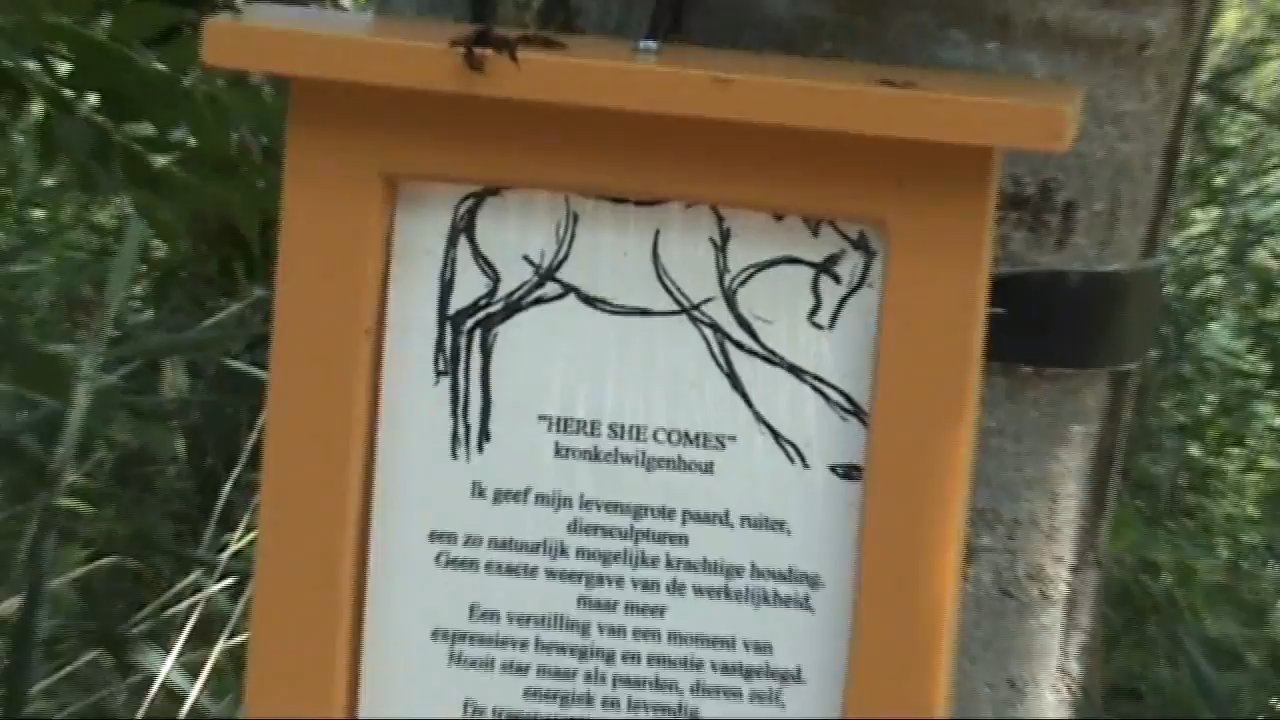 "HERE SHE COMES"
kronkelwilgenhout
Ik geef mijn levensgrote paard, ruiter,
diersculpturen
een zo natuurlijk mogelijke krachtige houding.
Geen exacte weergave van de werkelijkheid,
maar meer
Een verstilling van een moment van
expressieve beweging en emotie vastgelegd.
Nooit star maar als paarden, dieren zelf,
energiek en levendig.
De